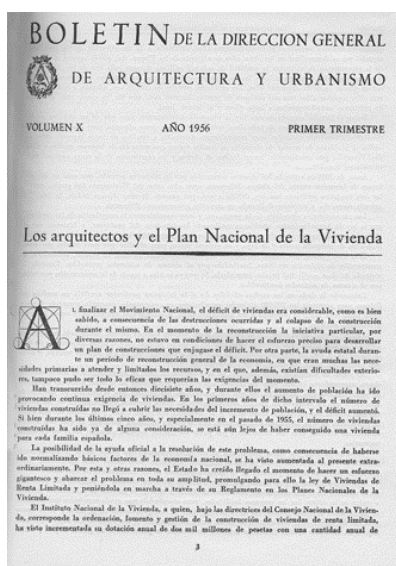 BOLETIN DE LA DIRECCION GENERAL
DE ARQUITECTURA Y URBANISMO
VOLUMEN X AÑO 1956 PRIMER TRIMESTRE
Los arquitectos y el Plan Nacional de la Vivienda
AL finalizar el Movimiento Nacional, el déficit de viviendas era considerable, como es bien
sabido, a consecuencia de las destrucciones ocurridas y al colapso de la construcción
durante el mismo. En el momento de la reconstrucción la iniciativa particular, por
diversas razones, no estuvo en condiciones de hacer el esfuerzo preciso para desarrollar
un plan de construcciones que enjugase el déficit. Por otra parte, la ayuda estatal duran-
te un período de reconstrucción general de la economía, en que eran muchas las nece-
sidades primarias a atender y limitados los recursos, y en el que, además, existían dificultades exterio-
res, tampoco pudo ser todo lo eficaz que requerían las exigencias del momento.
Han transcurrido desde entonces diecisiete años, y durante ellos el aumento de población ha ido
provocando continua exigencia de viviendas. En los primeros años de dicho intervalo el número de
viviendas construídas no llegó a cubrir las necesidades del incremento de población, y el déficit aumentó.
Si bien durante los últimos cinco años, y especialmente en el pasado de 1955, el número de viviendas
construídas ha sido ya de alguna consideración, se está aún lejos de haber conseguido una vivienda
para cada familia española.
La posibilidad de la ayuda oficial a la resolución de este problema, como consecuencia de haberse
ido normalizando básicos factores de la economía nacional, se ha visto aumentada al presente extra-
ordinariamente. Por esta y otras razones, el Estado ha creído llegado el momento de hacer un esfuerzo
gigantesco y abarcar el problema en toda su amplitud, promulgando para ello la ley de Viviendas de
Renta Limitada y poniéndola en marcha a través de su Reglamento en los Planes Nacionales de la
Vivienda.
El Instituto Nacional de la Vivienda, a quien, bajo las directrices del Consejo Nacional de la Vivien-
da, corresponde la ordenación, fomento y gestión de la construcción de viviendas de renta limitada,
ha visto incrementada su dotación anual de dos mil millones de pesetas con una cantidad anual de
3